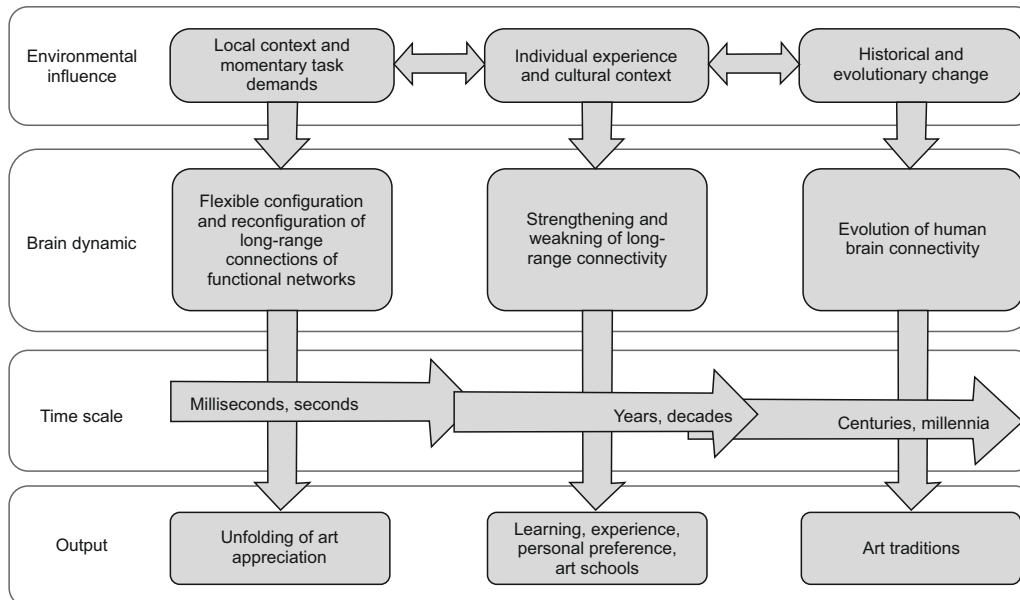 Environmental
influence
Local context and
momentary task
demands
Individual experience
and cultural context
Historical and
evolutionary change
Brain dynamic
Flexible configuration
and reconfiguration of
long-range
connections of
functional networks
Strengthening and
weakning of long-
range connectivity
Evolution of human
brain connectivity
Time scale
Milliseconds, seconds
Years, decades
Centuries, millennia
Output
Unfolding of art
appreciation
Learning, experience,
personal preference,
art schools
Art traditions